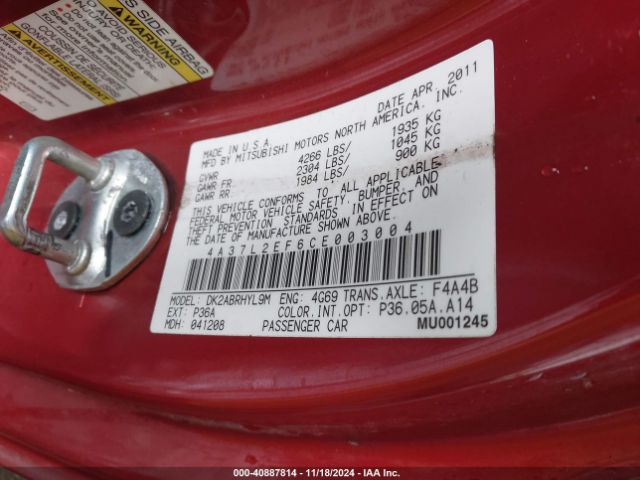 SIDE AIRBAG
WARNING
AVERTISSEMENT
MADE IN U.S.A. DATE APR, 2011
MFG BY MITSUBISHI MOTORS NORTH AMERICA, INC.
GVWR 4266 LBS/ 1935 KG
GAWR FR. 2304 LBS/ 1045 KG
GAWR RR. 1984 LBS/ 900 KG
THIS VEHICLE CONFORMS TO ALL APPLICABLE
FEDERAL MOTOR VEHICLE SAFETY, BUMPER, AND
THEFT PREVENTION STANDARDS IN EFFECT ON
THE DATE OF MANUFACTURE SHOWN ABOVE.
4A37L2EF6CE003004
MODEL: DK2ABRHYL9M ENG: 4G69 TRANS.AXLE: F4A4B
EXT: P36A COLOR.INT.OPT: P36.05A.A14
MDH: 041208 PASSENGER CAR MU001245
000-40887814 - 11/18/2024 - IAA Inc.